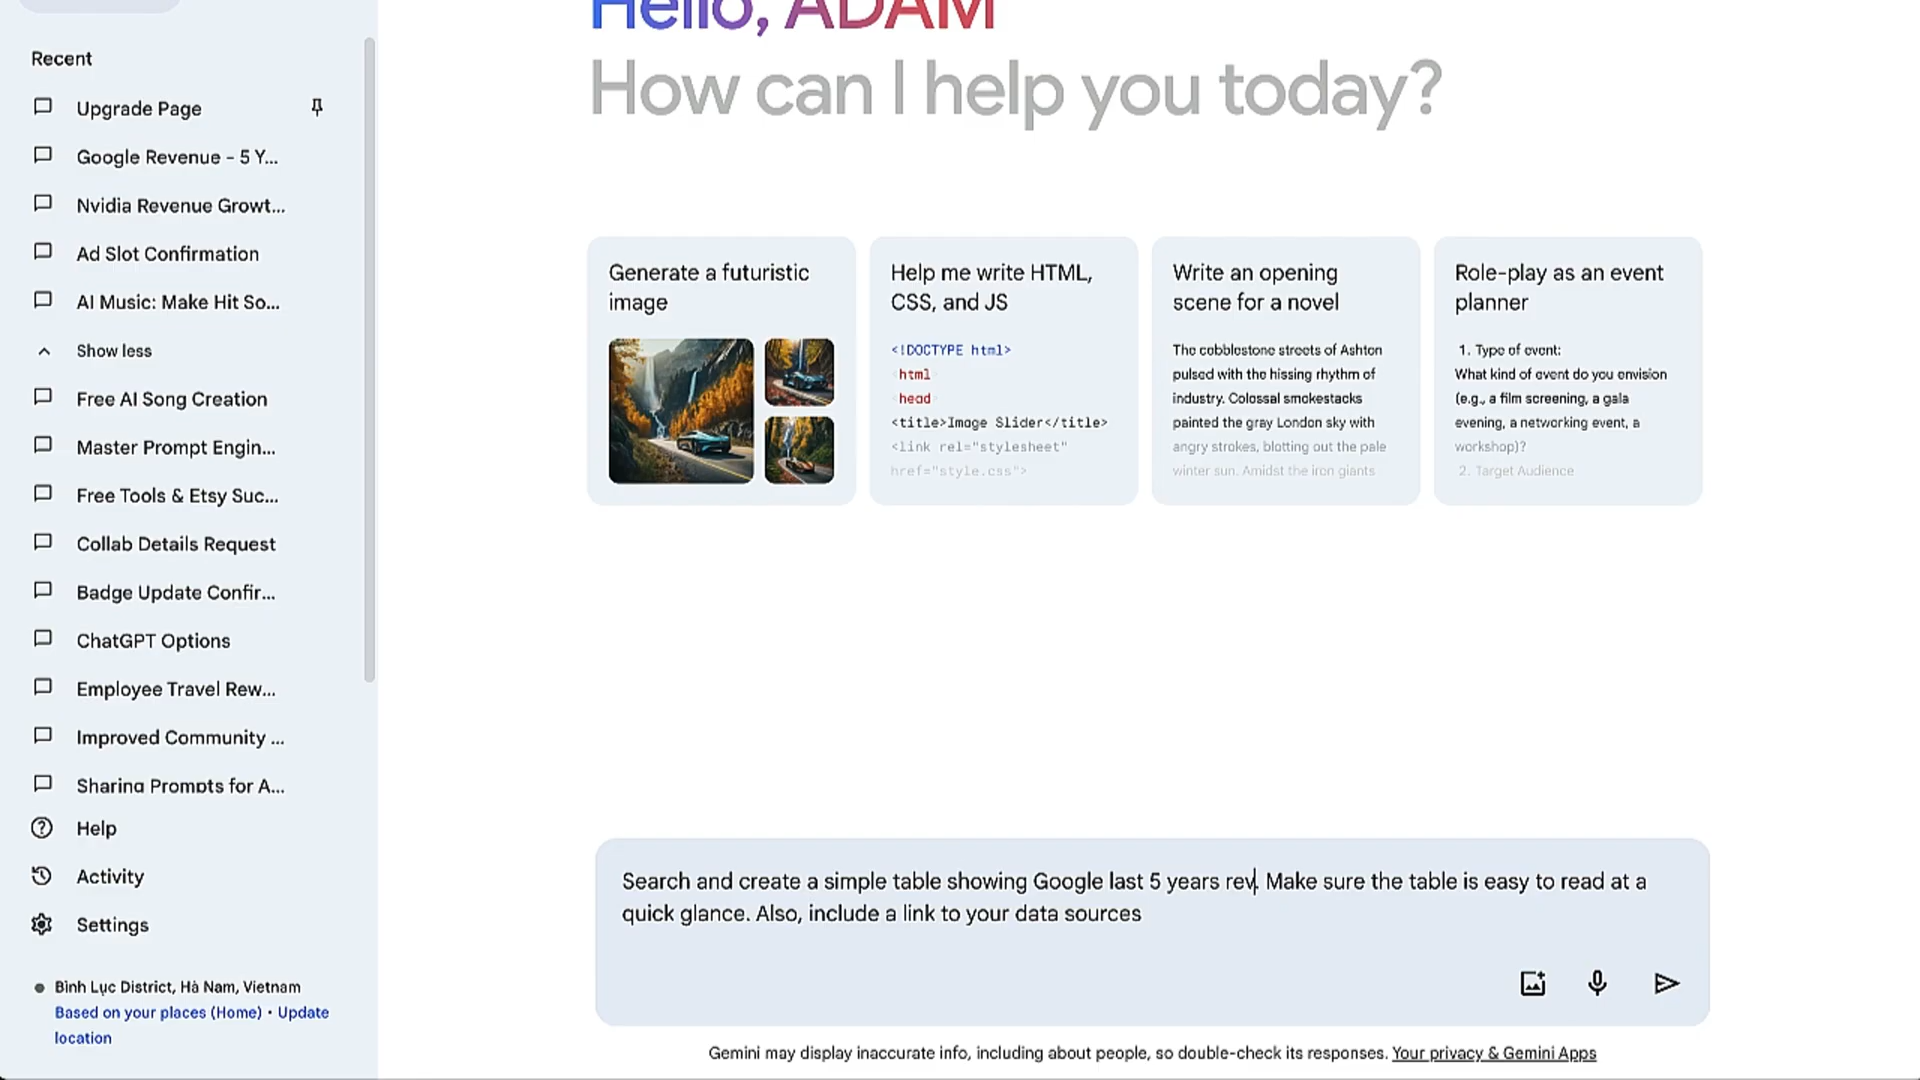 Hello, ADAM
How can I help you today?
Recent
Upgrade Page
Google Revenue - 5 Y...
Nvidia Revenue Growt...
Ad Slot Confirmation
AI Music: Make Hit So...
Show less
Free AI Song Creation
Master Prompt Engin...
Free Tools & Etsy Suc...
Collab Details Request
Badge Update Confir...
ChatGPT Options
Employee Travel Rew...
Improved Community ...
Sharing Prompts for A...
Help
Activity
Settings
Bình Lục District, Hà Nam, Vietnam
Based on your places (Home) • Update
location
Generate a futuristic
image
Help me write HTML,
CSS, and JS
<!DOCTYPE html>
html
head
<title>Image Slider</title>
<link rel="stylesheet"
href="style.css">
Write an opening
scene for a novel
The cobblestone streets of Ashton
pulsed with the hissing rhythm of
industry. Colossal smokestacks
painted the gray London sky with
angry strokes, blotting out the pale
winter sun. Amidst the iron giants
Role-play as an event
planner
1. Type of event:
What kind of event do you envision
(e.g., a film screening, a gala
evening, a networking event, a
workshop)?
2. Target Audience
Search and create a simple table showing Google last 5 years rev. Make sure the table is easy to read at a
quick glance. Also, include a link to your data sources
Gemini may display inaccurate info, including about people, so double-check its responses. Your privacy & Gemini Apps